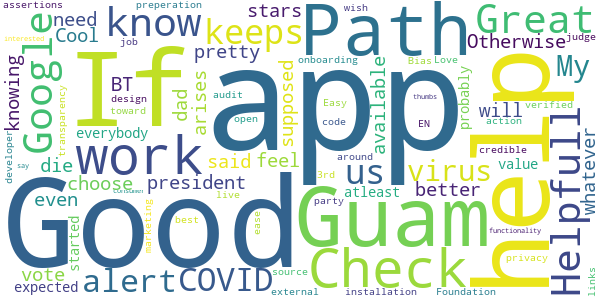 assertions
need
know
stars
Path
Great
preperation
wish
Cool
job
keeps
Otherwise
judge
Google
knowing
If
app
pretty
onboarding
Bias
Love
My
BT
design
dad
arises
supposed
available
probably
help
Helpfull
whatever
transparency
audit
toward
Easy
thumbs
verified
interested
everybody
open
code
EN
action
will
work
said
feel
us
around
credible
developer
die
choose
president
3rd
virus
value
say
consumer
live
atleast
better
Good
even
Guam
functionality
started
marketing
best
ease
party
vote
source
Check
privacy
expected
alert
COVID
external
installation
Foundation
links